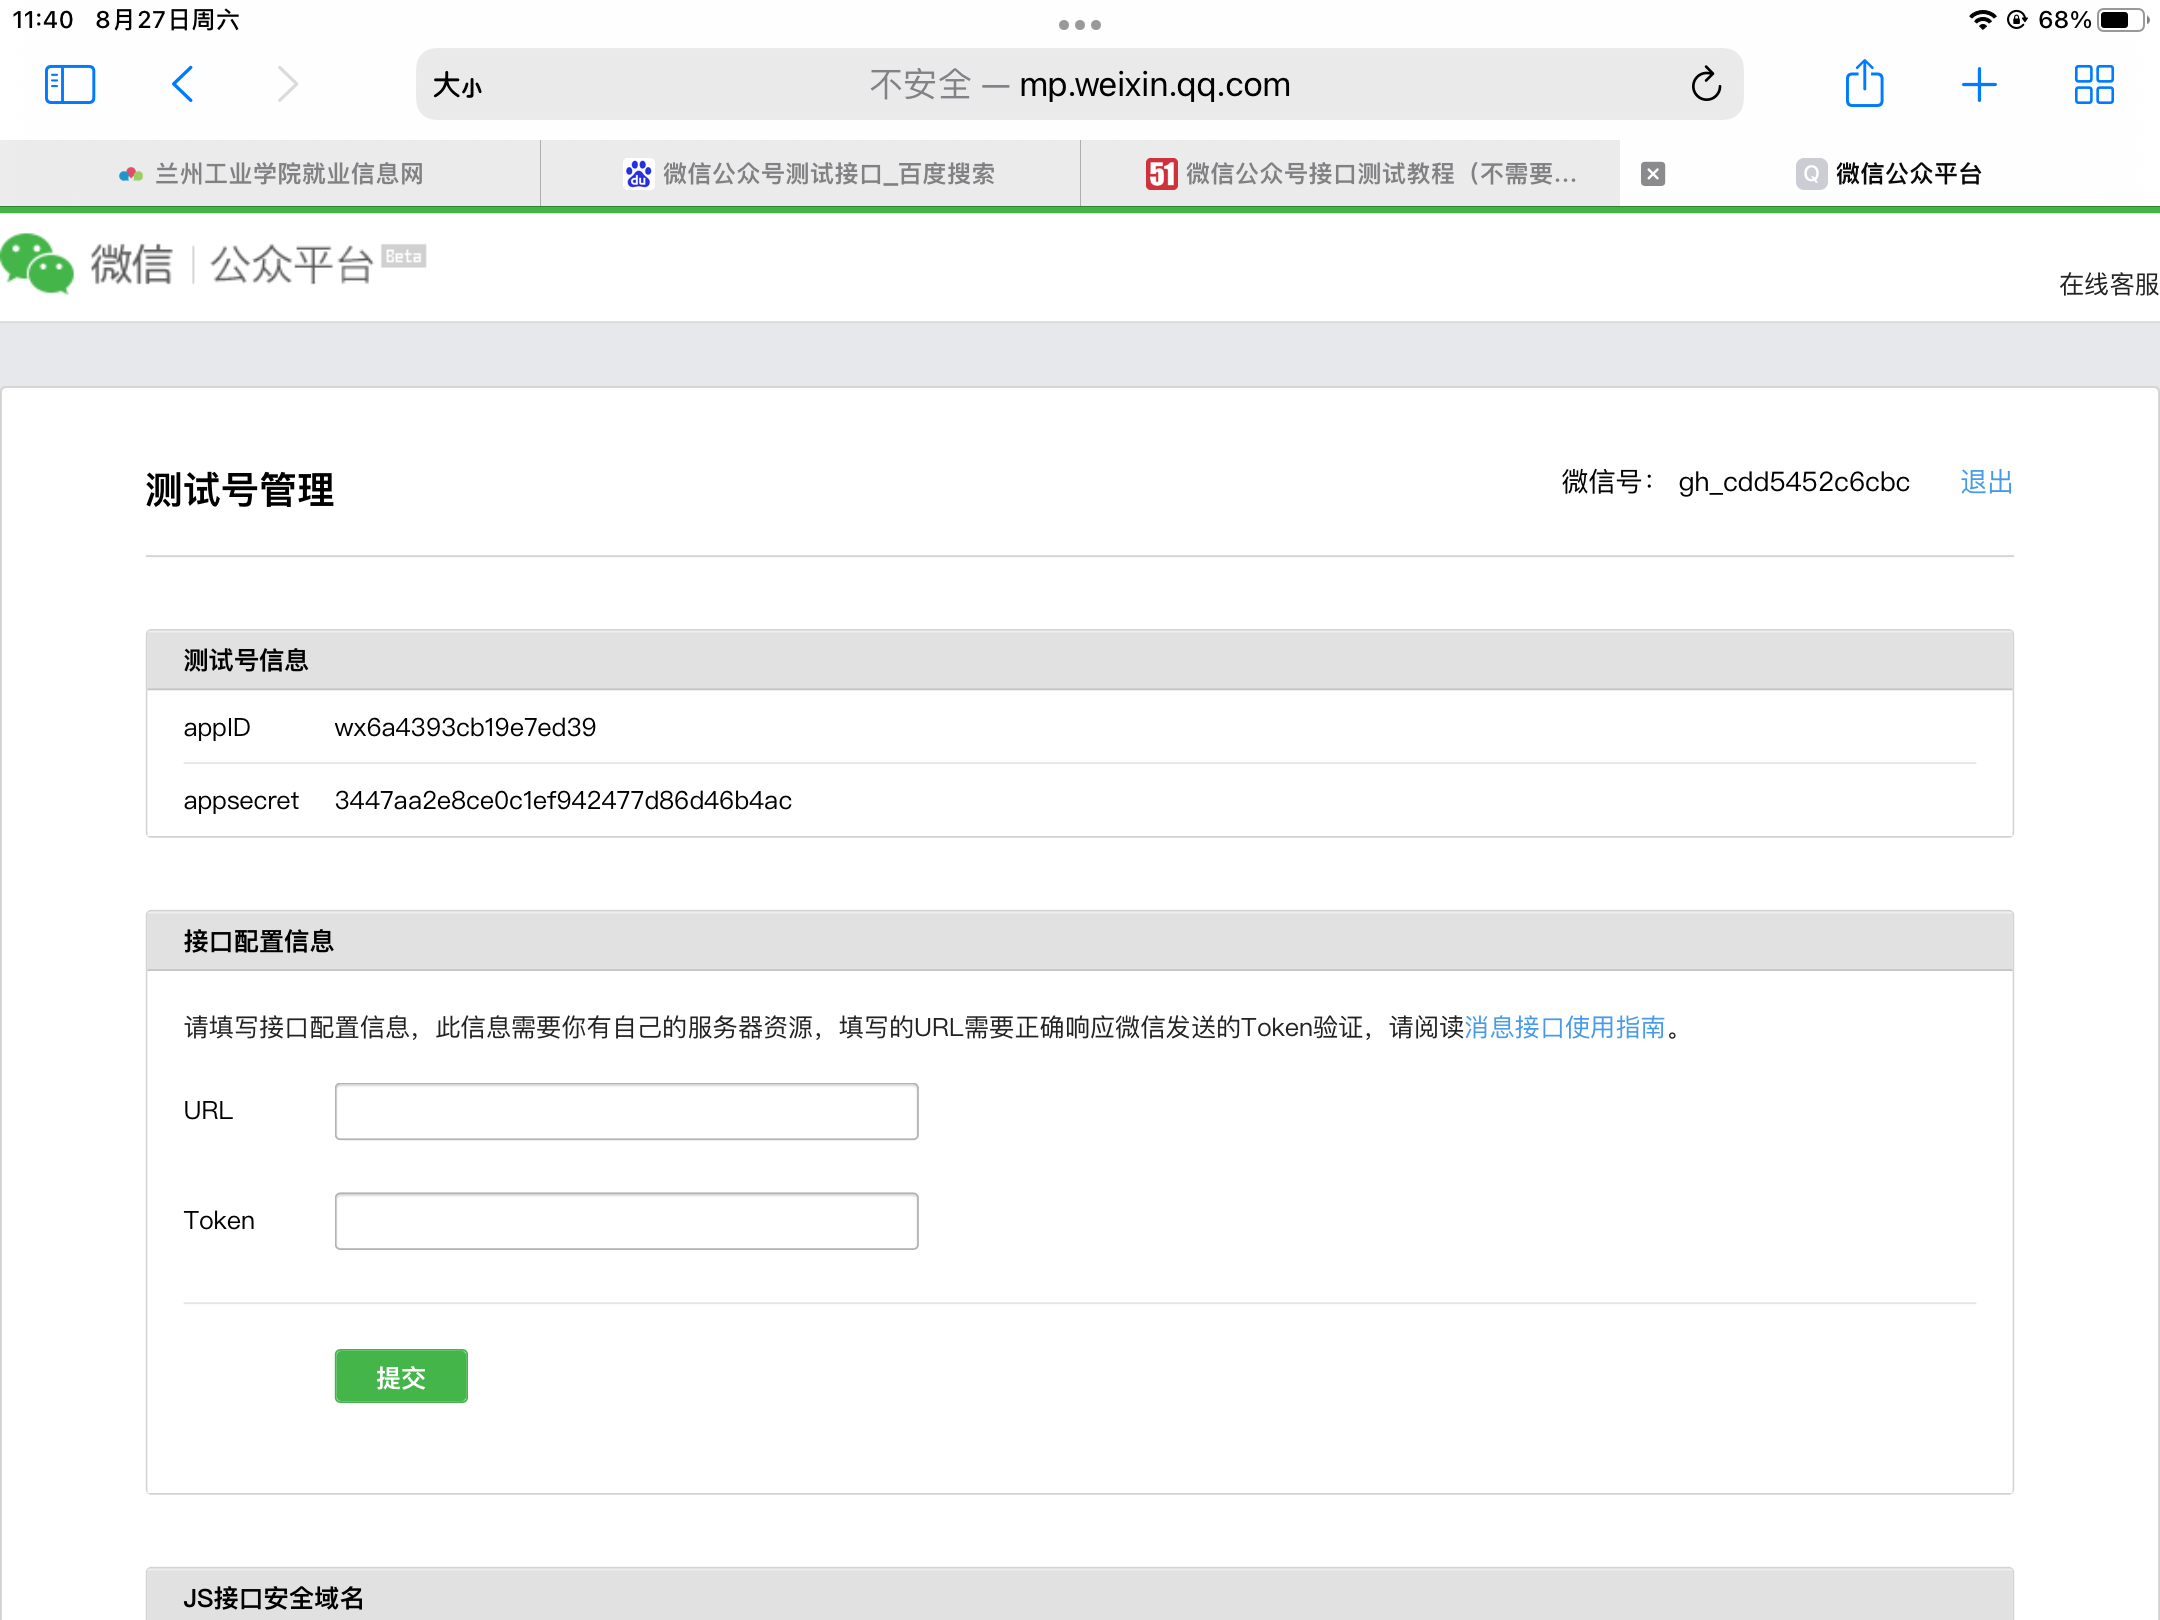 11:40 8月27日周六
68%
大小
不安全 — mp.weixin.qq.com
兰州工业学院就业信息网
du 微信公众号测试接口_百度搜索
51 微信公众号接口测试教程（不需要...
Q 微信公众平台
微信 | 公众平台 Beta
在线客服
测试号管理
微信号： gh_cdd5452c6cbc 退出
测试号信息
appID wx6a4393cb19e7ed39
appsecret 3447aa2e8ce0c1ef942477d86d46b4ac
接口配置信息
请填写接口配置信息，此信息需要你有自己的服务器资源，填写的URL需要正确响应微信发送的Token验证，请阅读消息接口使用指南。
URL
Token
提交
JS接口安全域名